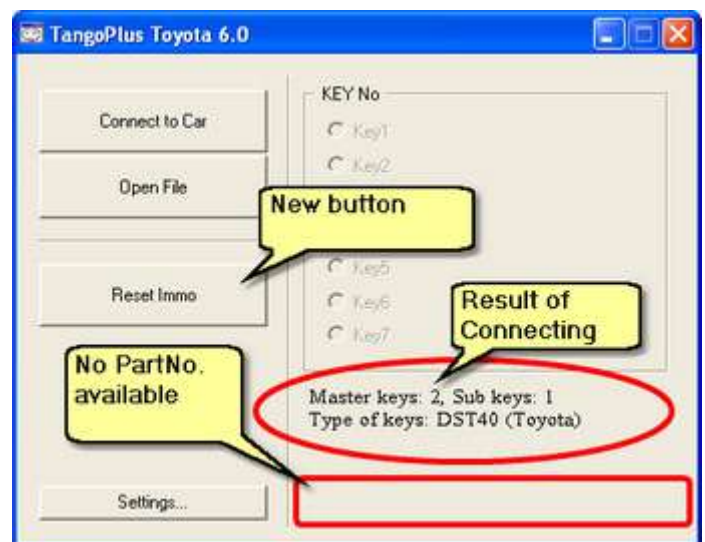 TangoPlus Toyota 6.0
Connect to Car
Open File
Reset Immo
Settings...
KEY No
Key1
Key2
Key5
Key6
Key7
New button
Result of
Connecting
No PartNo.
available
Master keys: 2, Sub keys: 1
Type of keys: DST40 (Toyota)